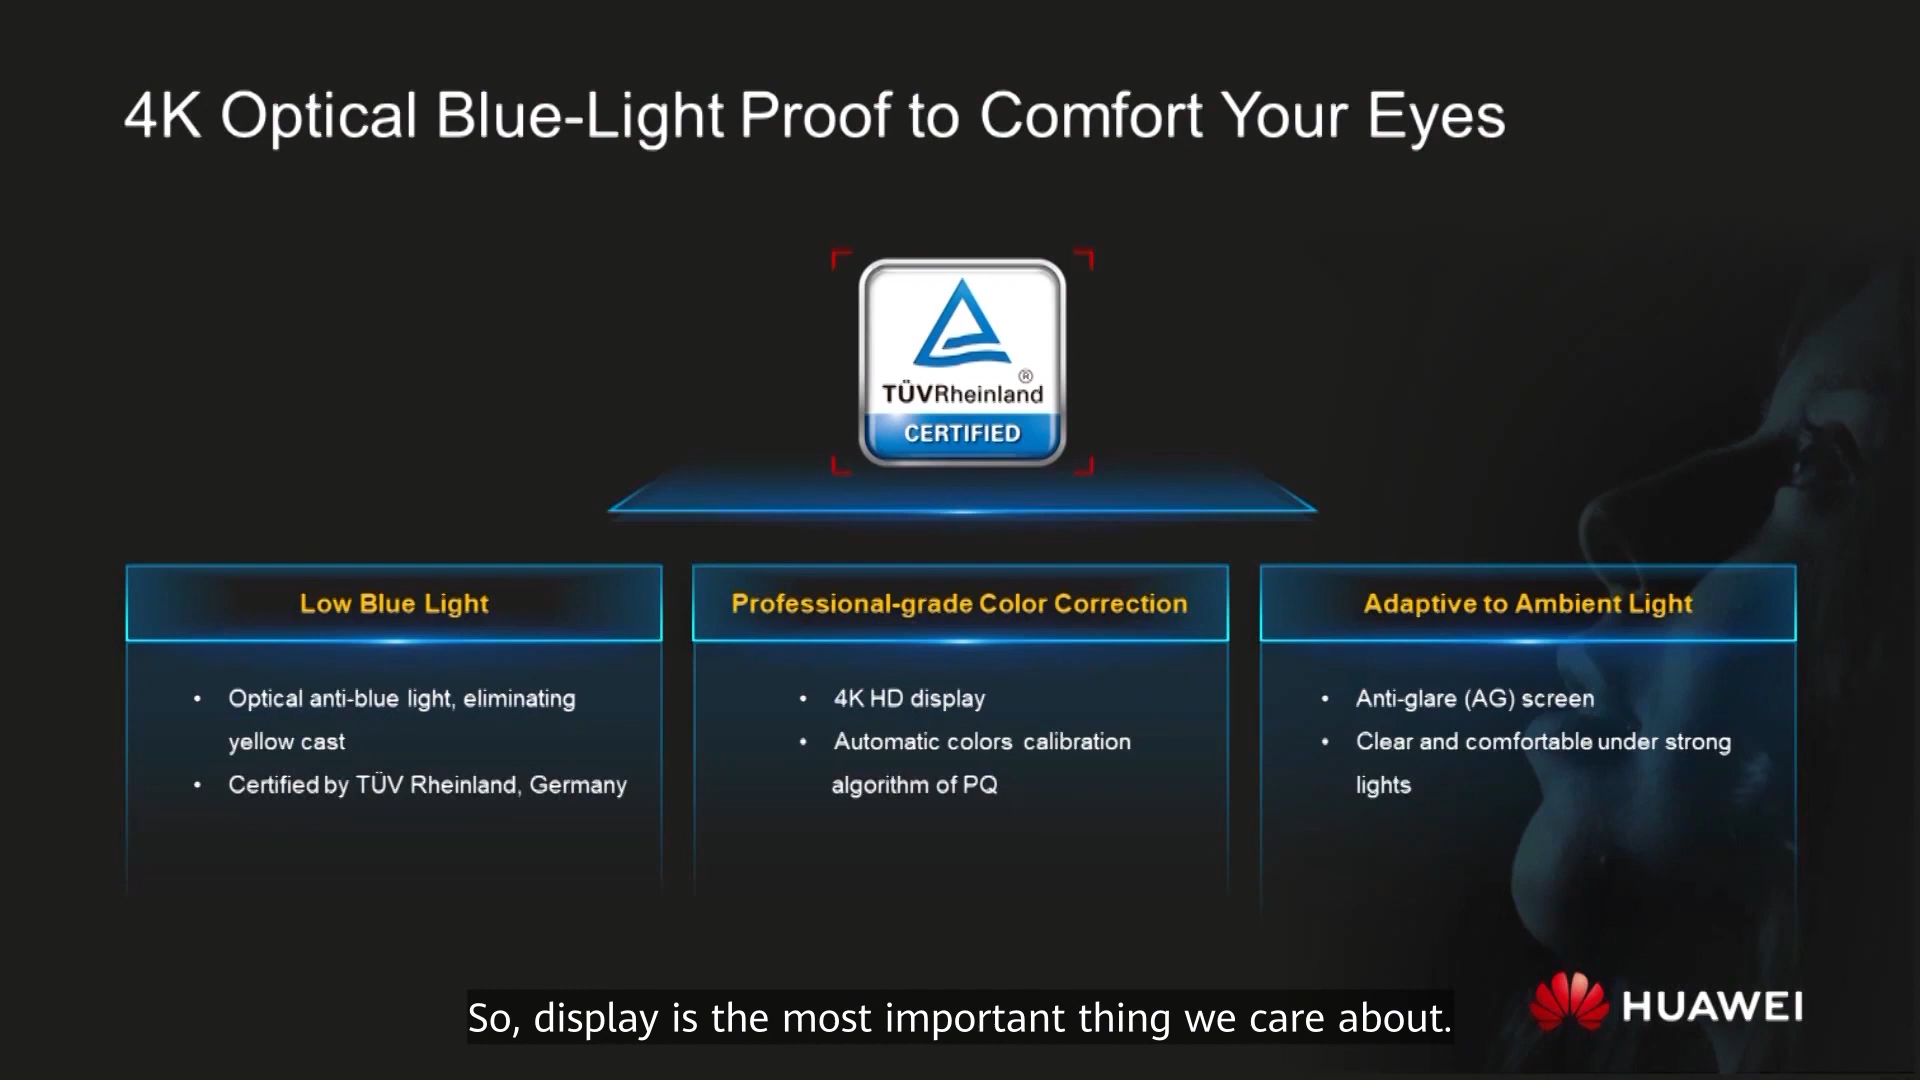 4K Optical Blue-Light Proof to Comfort Your Eyes
®
TÜVRheinland
CERTIFIED
Low Blue Light
• Optical anti-blue light, eliminating
yellow cast
• Certified by TÜV Rheinland, Germany
Professional-grade Color Correction
• 4K HD display
• Automatic colors calibration
algorithm of PQ
Adaptive to Ambient Light
• Anti-glare (AG) screen
• Clear and comfortable under strong
lights
So, display is the most important thing we care about.
HUAWEI